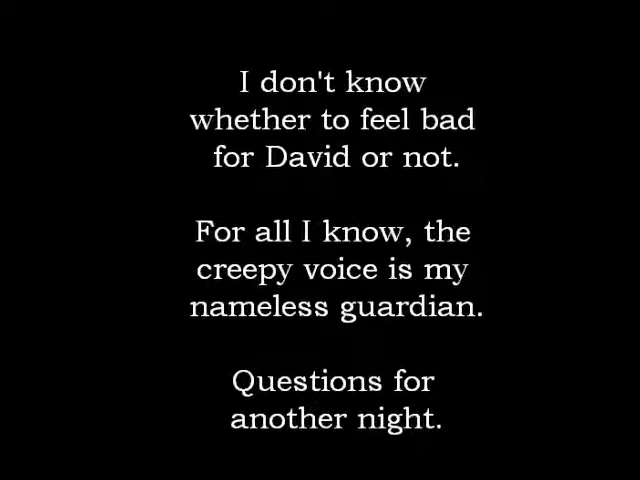 I don't know
whether to feel bad
for David or not.
For all I know, the
creepy voice is my
nameless guardian.
Questions for
another night.